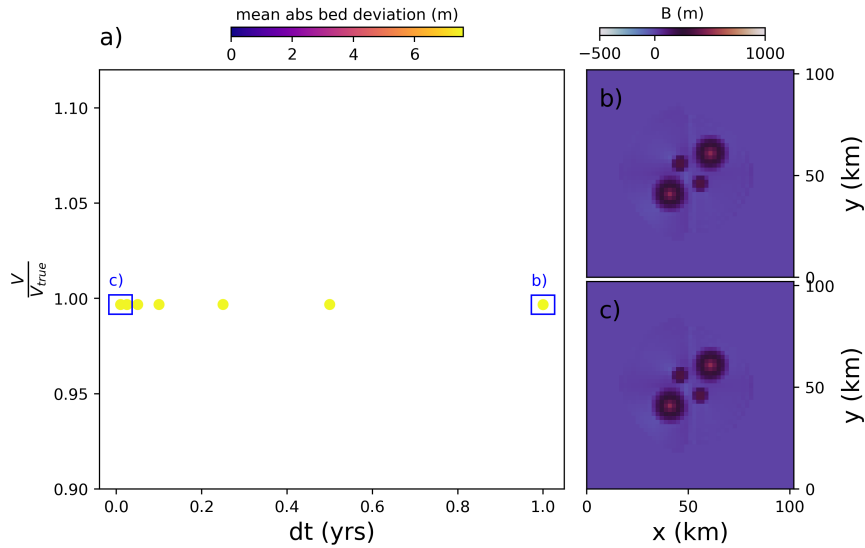 a)
mean abs bed deviation (m)
0 2 4 6
B (m)
−500 0 1000
1.10
1.05
1.00
0.95
0.90
V
V_true
c)
b)
0.0 0.2 0.4 0.6 0.8 1.0
dt (yrs)
b)
100
50
0
y (km)
c)
100
50
0
y (km)
0 50 100
x (km)